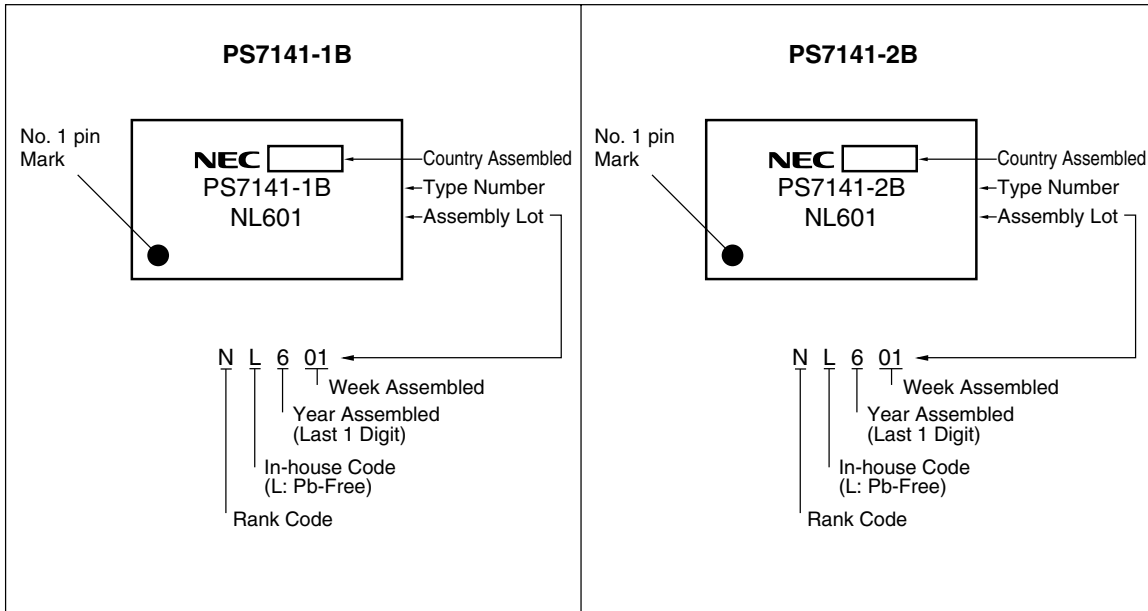 PS7141-1B
No. 1 pin
Mark
NEC
Country Assembled
PS7141-1B
Type Number
NL601
Assembly Lot
N L 6 01
Week Assembled
Year Assembled
(Last 1 Digit)
In-house Code
(L: Pb-Free)
Rank Code
PS7141-2B
No. 1 pin
Mark
NEC
Country Assembled
PS7141-2B
Type Number
NL601
Assembly Lot
N L 6 01
Week Assembled
Year Assembled
(Last 1 Digit)
In-house Code
(L: Pb-Free)
Rank Code